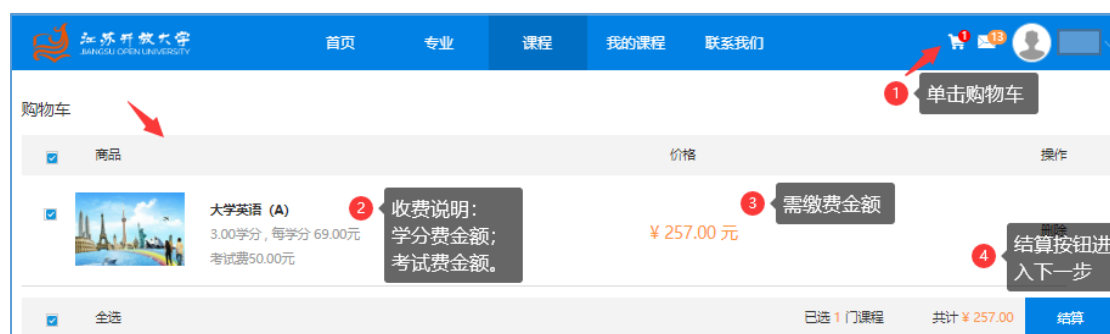 江苏开放大学
JIANGSU OPEN UNIVERSITY
首页 专业 课程 我的课程 联系我们 1 13
1 单击购物车
购物车
商品 价格 操作
大学英语（A）
3.00学分 , 每学分 69.00元
考试费50.00元
2 收费说明：
学分费金额；
考试费金额。
3 需缴费金额
¥ 257.00 元
删除
4 结算按钮进
入下一步
全选 已选 1 门课程 共计 ¥ 257.00 结算